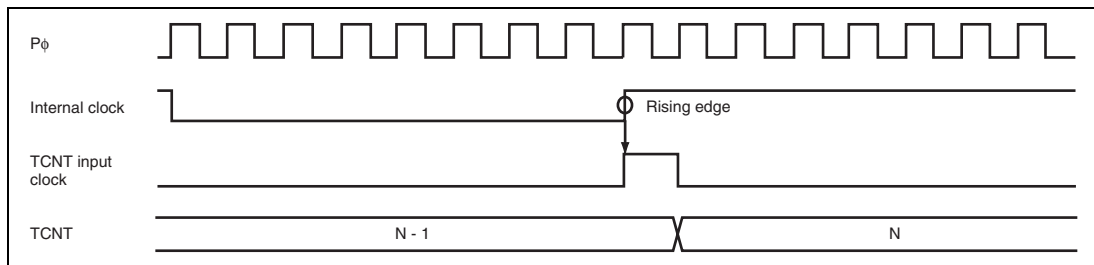 Pϕ
Internal clock
Rising edge
TCNT input
clock
TCNT
N - 1
N